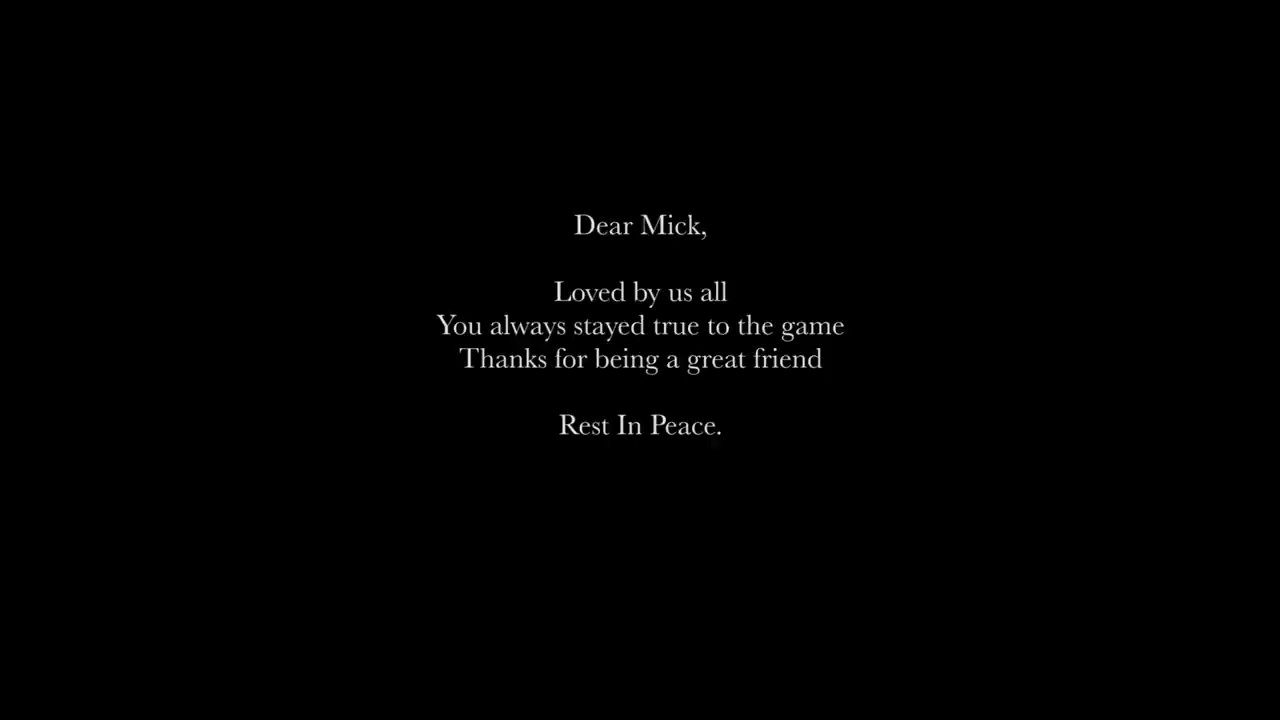 Dear Mick,
Loved by us all
You always stayed true to the game
Thanks for being a great friend
Rest In Peace.